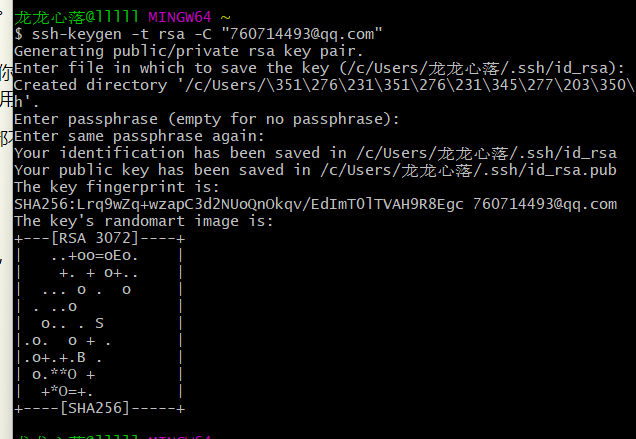 龙龙心落@lllll MINGW64 ~
$ ssh-keygen -t rsa -C "760714493@qq.com"
Generating public/private rsa key pair.
Enter file in which to save the key (/c/Users/龙龙心落/.ssh/id_rsa):
Created directory '/c/Users/\351\276\231\351\276\231\345\277\203\350\
h'.
Enter passphrase (empty for no passphrase):
Enter same passphrase again:
Your identification has been saved in /c/Users/龙龙心落/.ssh/id_rsa
Your public key has been saved in /c/Users/龙龙心落/.ssh/id_rsa.pub
The key fingerprint is:
SHA256:Lrq9wZq+wzapC3d2NUoQnOkqv/EdImTOlTVAH9R8Egc 760714493@qq.com
The key's randomart image is:
+---[RSA 3072]----+
|   ..+oo=oEo.    |
|    +. + o+..    |
|  ... o .  o     |
| . ..o           |
|  o.. . S        |
|.o.  o + .       |
|.o+.+.B .        |
| o.**O +         |
|  +*O=+.         |
+----[SHA256]-----+